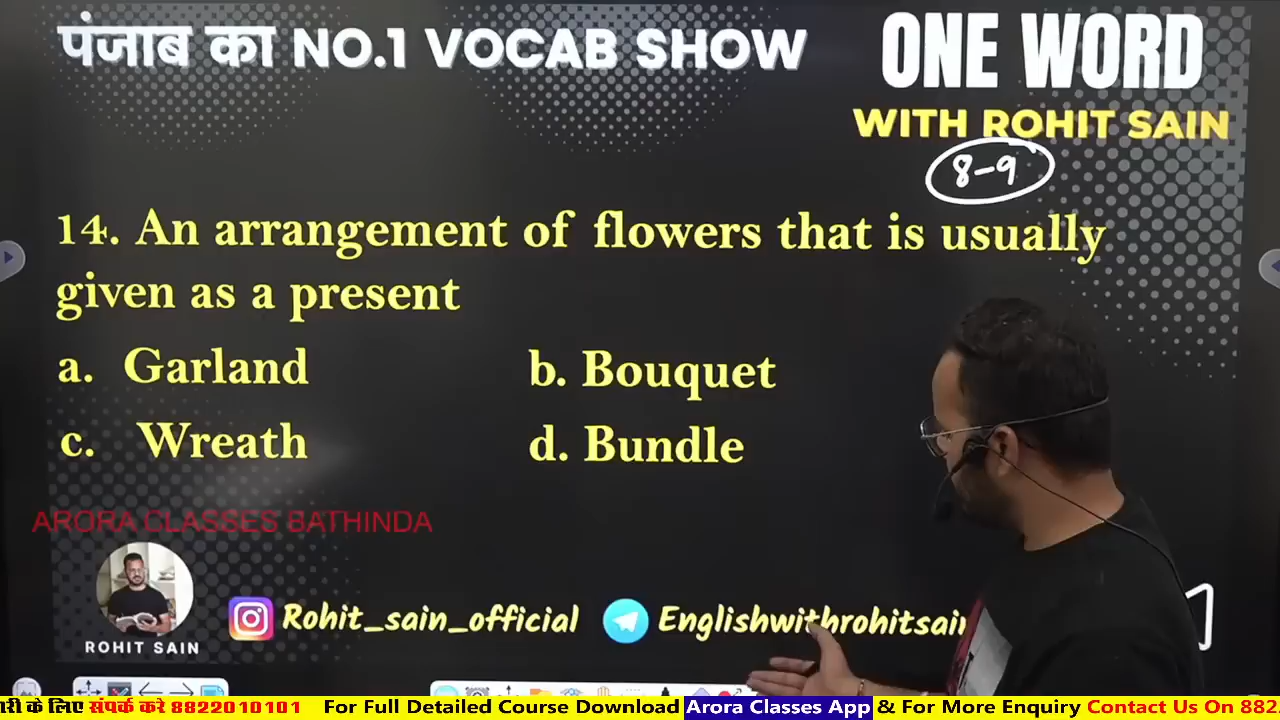 पंजाब का NO.1 VOCAB SHOW
ONE WORD
WITH ROHIT SAIN
8-9
14. An arrangement of flowers that is usually
given as a present
a. Garland
b. Bouquet
c. Wreath
d. Bundle
ARORA CLASSES BATHINDA
ROHIT SAIN
Rohit_sain_official
Englishwithrohitsain
के लिए संपर्क करे 8822010101 For Full Detailed Course Download Arora Classes App & For More Enquiry Contact Us On 882